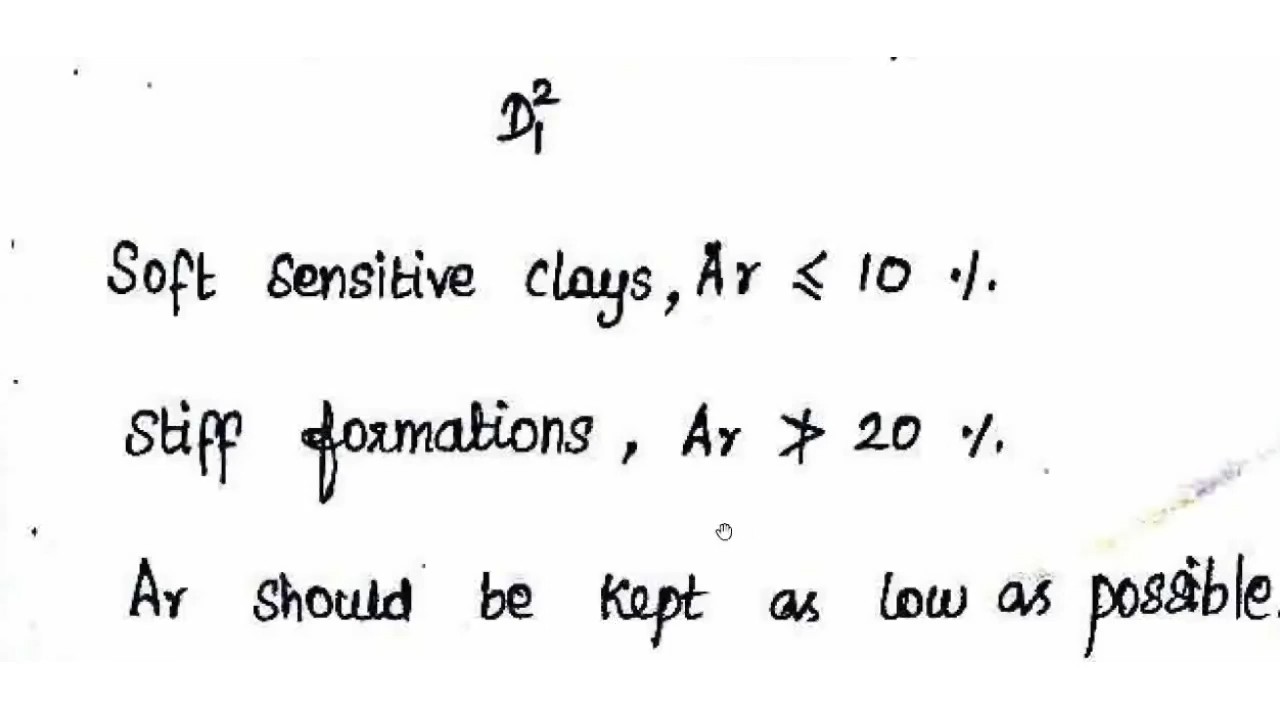 D₁²
Soft sensitive clays, Ar ⩽ 10 %.
Stiff formations, Ar ≯ 20 %.
Ar should be kept as low as possible.